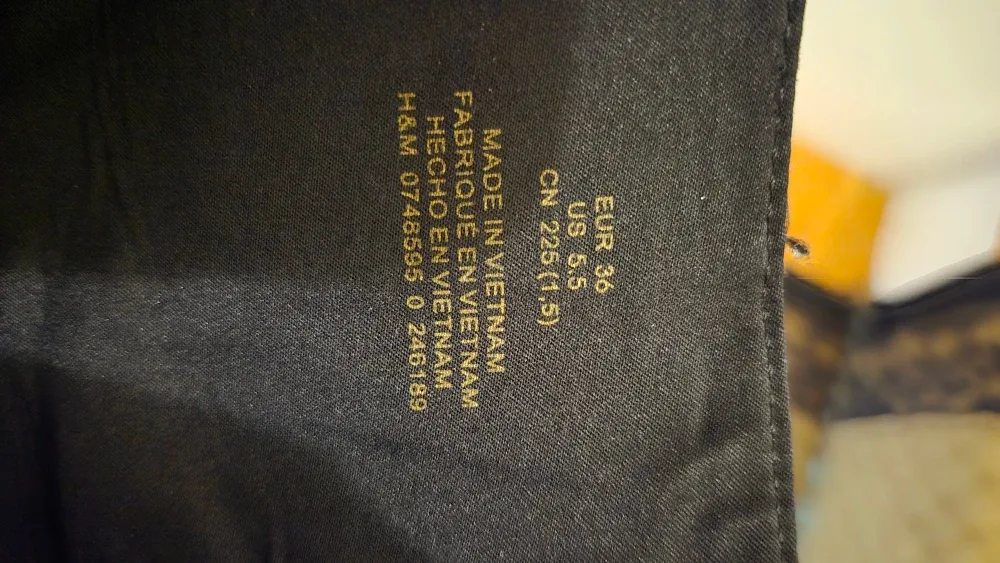 EUR 36
US 5.5
CN 225 (1,5)
MADE IN VIETNAM
FABRIQUE EN VIETNAM
HECHO EN VIETNAM
H&M 0748595 0 246189